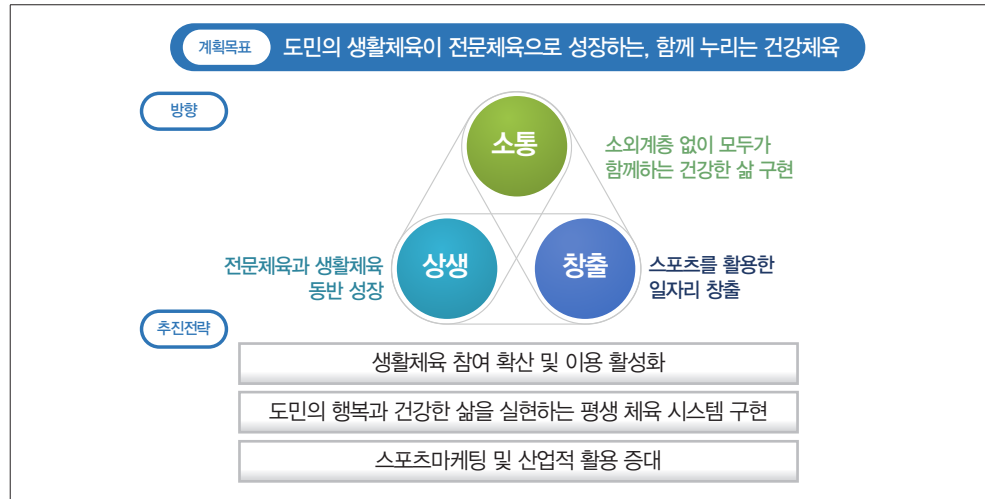 계획목표 도민의 생활체육이 전문체육으로 성장하는, 함께 누리는 건강체육
방향
소통
소외계층 없이 모두가
함께하는 건강한 삶 구현
상생
전문체육과 생활체육
동반 성장
창출
스포츠를 활용한
일자리 창출
추진전략
생활체육 참여 확산 및 이용 활성화
도민의 행복과 건강한 삶을 실현하는 평생 체육 시스템 구현
스포츠마케팅 및 산업적 활용 증대